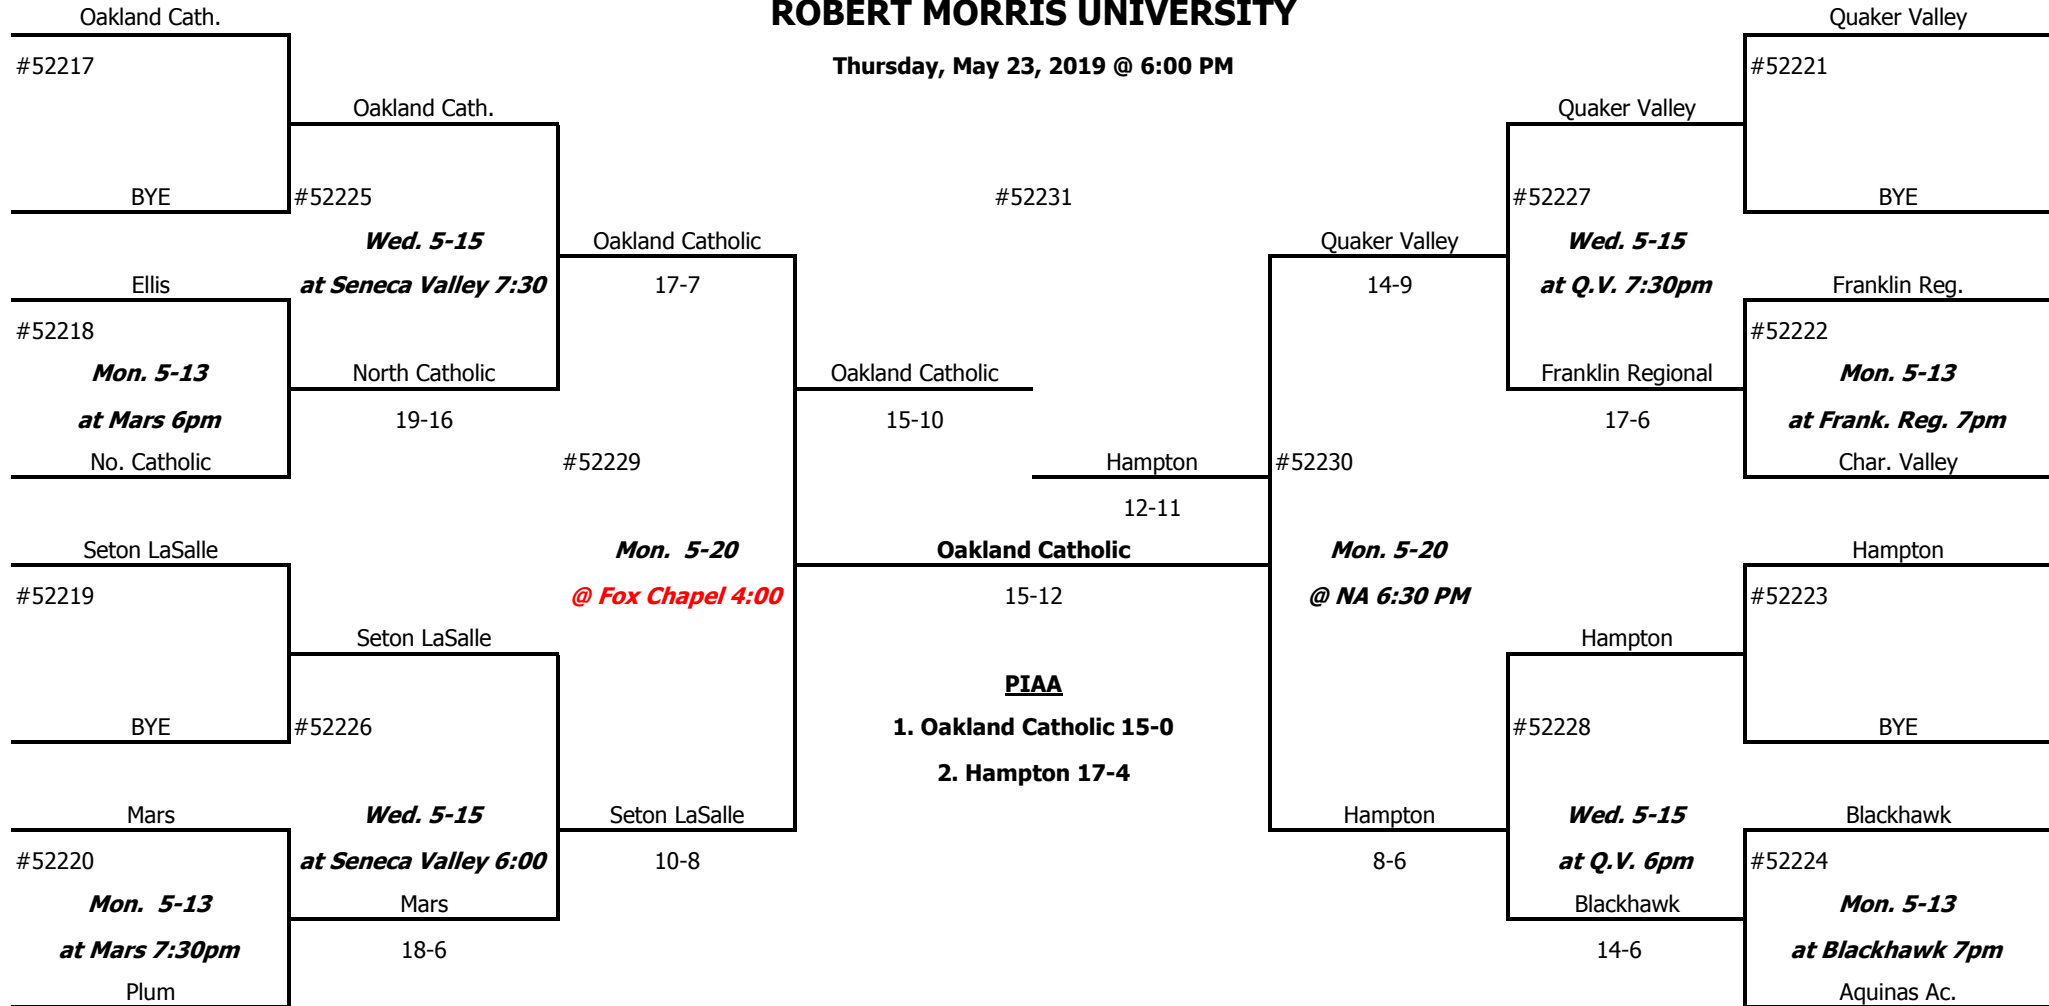 Oakland Cath.
ROBERT MORRIS UNIVERSITY
Quaker Valley
#52217
Thursday, May 23, 2019 @ 6:00 PM
#52221
Oakland Cath.
Quaker Valley
BYE
#52225
#52231
#52227
BYE
Wed. 5-15
Oakland Catholic
Quaker Valley
Wed. 5-15
Ellis
at Seneca Valley 7:30
17-7
14-9
at Q.V. 7:30pm
Franklin Reg.
#52218
#52222
Mon. 5-13
North Catholic
Oakland Catholic
Franklin Regional
Mon. 5-13
at Mars 6pm
19-16
15-10
17-6
at Frank. Reg. 7pm
No. Catholic
#52229
Hampton
#52230
Char. Valley
12-11
Seton LaSalle
Mon. 5-20
Oakland Catholic
Mon. 5-20
Hampton
#52219
@ Fox Chapel 4:00
15-12
@ NA 6:30 PM
#52223
Seton LaSalle
Hampton
PIAA
BYE
#52226
1. Oakland Catholic 15-0
#52228
BYE
2. Hampton 17-4
Mars
Wed. 5-15
Seton LaSalle
Hampton
Wed. 5-15
Blackhawk
#52220
at Seneca Valley 6:00
10-8
8-6
at Q.V. 6pm
#52224
Mon. 5-13
Mars
Blackhawk
Mon. 5-13
at Mars 7:30pm
18-6
14-6
at Blackhawk 7pm
Plum
Aquinas Ac.